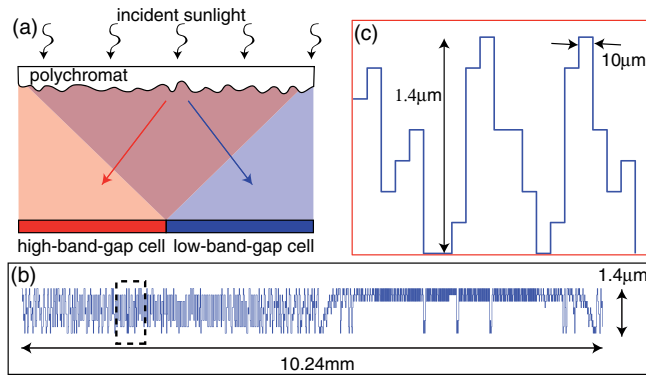 (a)
incident sunlight
polychromat
high-band-gap cell low-band-gap cell
(c)
1.4μm
10μm
(b)
1.4μm
10.24mm